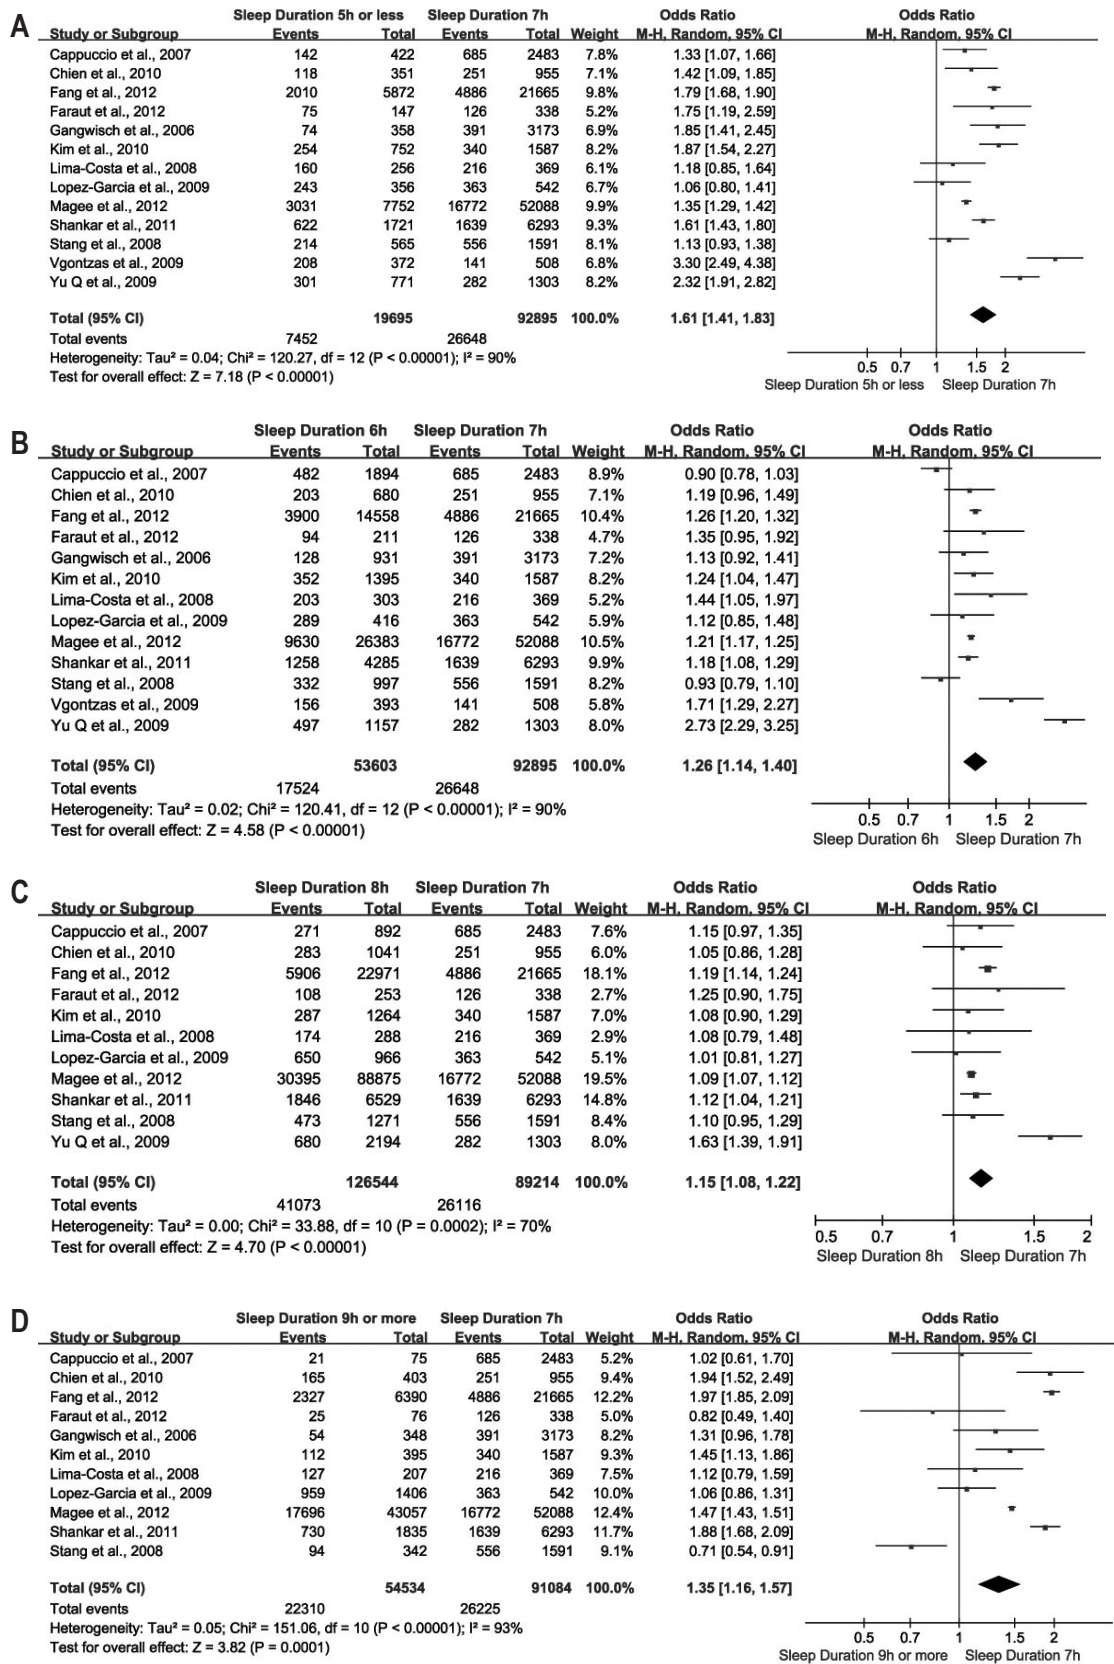 A
Sleep Duration 5h or less Sleep Duration 7h Odds Ratio Odds Ratio
Study or Subgroup Events Total Events Total Weight M-H, Random, 95% CI M-H, Random, 95% CI
Cappuccio et al., 2007 142 422 685 2483 7.8% 1.33 [1.07, 1.66]
Chien et al., 2010 118 351 251 955 7.1% 1.42 [1.09, 1.85]
Fang et al., 2012 2010 5872 4886 21665 9.8% 1.79 [1.68, 1.90]
Faraut et al., 2012 75 147 126 338 5.2% 1.75 [1.19, 2.59]
Gangwisch et al., 2006 74 358 391 3173 6.9% 1.85 [1.41, 2.45]
Kim et al., 2010 254 752 340 1587 8.2% 1.87 [1.54, 2.27]
Lima-Costa et al., 2008 160 256 216 369 6.1% 1.18 [0.85, 1.64]
Lopez-Garcia et al., 2009 243 356 363 542 6.7% 1.06 [0.80, 1.41]
Magee et al., 2012 3031 7752 16772 52088 9.9% 1.35 [1.29, 1.42]
Shankar et al., 2011 622 1721 1639 6293 9.3% 1.61 [1.43, 1.80]
Stang et al., 2008 214 565 556 1591 8.1% 1.13 [0.93, 1.38]
Vgontzas et al., 2009 208 372 141 508 6.8% 3.30 [2.49, 4.38]
Yu Q et al., 2009 301 771 282 1303 8.2% 2.32 [1.91, 2.82]
Total (95% CI) 19695 92895 100.0% 1.61 [1.41, 1.83]
Total events 7452 26648
Heterogeneity: Tau² = 0.04; Chi² = 120.27, df = 12 (P < 0.00001); I² = 90%
Test for overall effect: Z = 7.18 (P < 0.00001)
0.5 0.7 1 1.5 2
Sleep Duration 5h or less Sleep Duration 7h
B
Sleep Duration 6h Sleep Duration 7h Odds Ratio Odds Ratio
Study or Subgroup Events Total Events Total Weight M-H, Random, 95% CI M-H, Random, 95% CI
Cappuccio et al., 2007 482 1894 685 2483 8.9% 0.90 [0.78, 1.03]
Chien et al., 2010 203 680 251 955 7.1% 1.19 [0.96, 1.49]
Fang et al., 2012 3900 14558 4886 21665 10.4% 1.26 [1.20, 1.32]
Faraut et al., 2012 94 211 126 338 4.7% 1.35 [0.95, 1.92]
Gangwisch et al., 2006 128 931 391 3173 7.2% 1.13 [0.92, 1.41]
Kim et al., 2010 352 1395 340 1587 8.2% 1.24 [1.04, 1.47]
Lima-Costa et al., 2008 203 303 216 369 5.2% 1.44 [1.05, 1.97]
Lopez-Garcia et al., 2009 289 416 363 542 5.9% 1.12 [0.85, 1.48]
Magee et al., 2012 9630 26383 16772 52088 10.5% 1.21 [1.17, 1.25]
Shankar et al., 2011 1258 4285 1639 6293 9.9% 1.18 [1.08, 1.29]
Stang et al., 2008 332 997 556 1591 8.2% 0.93 [0.79, 1.10]
Vgontzas et al., 2009 156 393 141 508 5.8% 1.71 [1.29, 2.27]
Yu Q et al., 2009 497 1157 282 1303 8.0% 2.73 [2.29, 3.25]
Total (95% CI) 53603 92895 100.0% 1.26 [1.14, 1.40]
Total events 17524 26648
Heterogeneity: Tau² = 0.02; Chi² = 120.41, df = 12 (P < 0.00001); I² = 90%
Test for overall effect: Z = 4.58 (P < 0.00001)
0.5 0.7 1 1.5 2
Sleep Duration 6h Sleep Duration 7h
C
Sleep Duration 8h Sleep Duration 7h Odds Ratio Odds Ratio
Study or Subgroup Events Total Events Total Weight M-H, Random, 95% CI M-H, Random, 95% CI
Cappuccio et al., 2007 271 892 685 2483 7.6% 1.15 [0.97, 1.35]
Chien et al., 2010 283 1041 251 955 6.0% 1.05 [0.86, 1.28]
Fang et al., 2012 5906 22971 4886 21665 18.1% 1.19 [1.14, 1.24]
Faraut et al., 2012 108 253 126 338 2.7% 1.25 [0.90, 1.75]
Kim et al., 2010 287 1264 340 1587 7.0% 1.08 [0.90, 1.29]
Lima-Costa et al., 2008 174 288 216 369 2.9% 1.08 [0.79, 1.48]
Lopez-Garcia et al., 2009 650 966 363 542 5.1% 1.01 [0.81, 1.27]
Magee et al., 2012 30395 88875 16772 52088 19.5% 1.09 [1.07, 1.12]
Shankar et al., 2011 1846 6529 1639 6293 14.8% 1.12 [1.04, 1.21]
Stang et al., 2008 473 1271 556 1591 8.4% 1.10 [0.95, 1.29]
Yu Q et al., 2009 680 2194 282 1303 8.0% 1.63 [1.39, 1.91]
Total (95% CI) 126544 89214 100.0% 1.15 [1.08, 1.22]
Total events 41073 26116
Heterogeneity: Tau² = 0.00; Chi² = 33.88, df = 10 (P = 0.0002); I² = 70%
Test for overall effect: Z = 4.70 (P < 0.00001)
0.5 0.7 1 1.5 2
Sleep Duration 8h Sleep Duration 7h
D
Sleep Duration 9h or more Sleep Duration 7h Odds Ratio Odds Ratio
Study or Subgroup Events Total Events Total Weight M-H, Random, 95% CI M-H, Random, 95% CI
Cappuccio et al., 2007 21 75 685 2483 5.2% 1.02 [0.61, 1.70]
Chien et al., 2010 165 403 251 955 9.4% 1.94 [1.52, 2.49]
Fang et al., 2012 2327 6390 4886 21665 12.2% 1.97 [1.85, 2.09]
Faraut et al., 2012 25 76 126 338 5.0% 0.82 [0.49, 1.40]
Gangwisch et al., 2006 54 348 391 3173 8.2% 1.31 [0.96, 1.78]
Kim et al., 2010 112 395 340 1587 9.3% 1.45 [1.13, 1.86]
Lima-Costa et al., 2008 127 207 216 369 7.5% 1.12 [0.79, 1.59]
Lopez-Garcia et al., 2009 959 1406 363 542 10.0% 1.06 [0.86, 1.31]
Magee et al., 2012 17696 43057 16772 52088 12.4% 1.47 [1.43, 1.51]
Shankar et al., 2011 730 1835 1639 6293 11.7% 1.88 [1.68, 2.09]
Stang et al., 2008 94 342 556 1591 9.1% 0.71 [0.54, 0.91]
Total (95% CI) 54534 91084 100.0% 1.35 [1.16, 1.57]
Total events 22310 26225
Heterogeneity: Tau² = 0.05; Chi² = 151.06, df = 10 (P < 0.00001); I² = 93%
Test for overall effect: Z = 3.82 (P = 0.0001)
0.5 0.7 1 1.5 2
Sleep Duration 9h or more Sleep Duration 7h